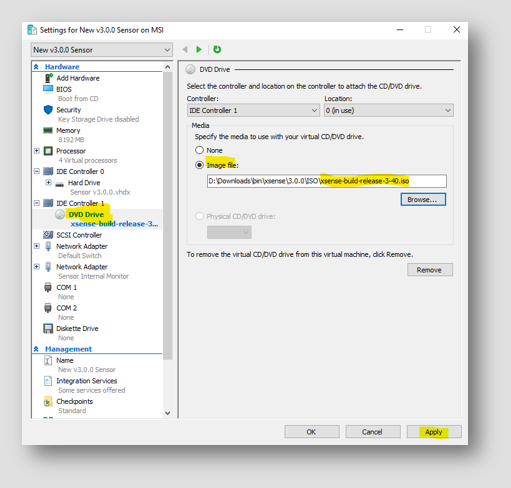 Settings for New v3.0.0 Sensor on MSI
New v3.0.0 Sensor
Hardware
Add Hardware
BIOS
Boot from CD
Security
Key Storage Drive disabled
Memory
8192 MB
Processor
4 Virtual processors
IDE Controller 0
Hard Drive
Sensor v3.0.0.vhdx
IDE Controller 1
DVD Drive
xsense-build-release-3-...
SCSI Controller
Network Adapter
Default Switch
Network Adapter
Sensor Internal Monitor
COM 1
None
COM 2
None
Diskette Drive
None
Management
Name
New v3.0.0 Sensor
Integration Services
Some services offered
Checkpoints
Standard
DVD Drive
Select the controller and location on the controller to attach the CD/DVD drive.
Controller:
Location:
IDE Controller 1
0 (in use)
Media
Specify the media to use with your virtual CD/DVD drive.
None
Image file:
D:\Downloads\bin\xsense\3.0.0\ISO\xsense-build-release-3-40.iso
Browse...
Physical CD/DVD drive:
To remove the virtual CD/DVD drive from this virtual machine, click Remove.
Remove
OK
Cancel
Apply